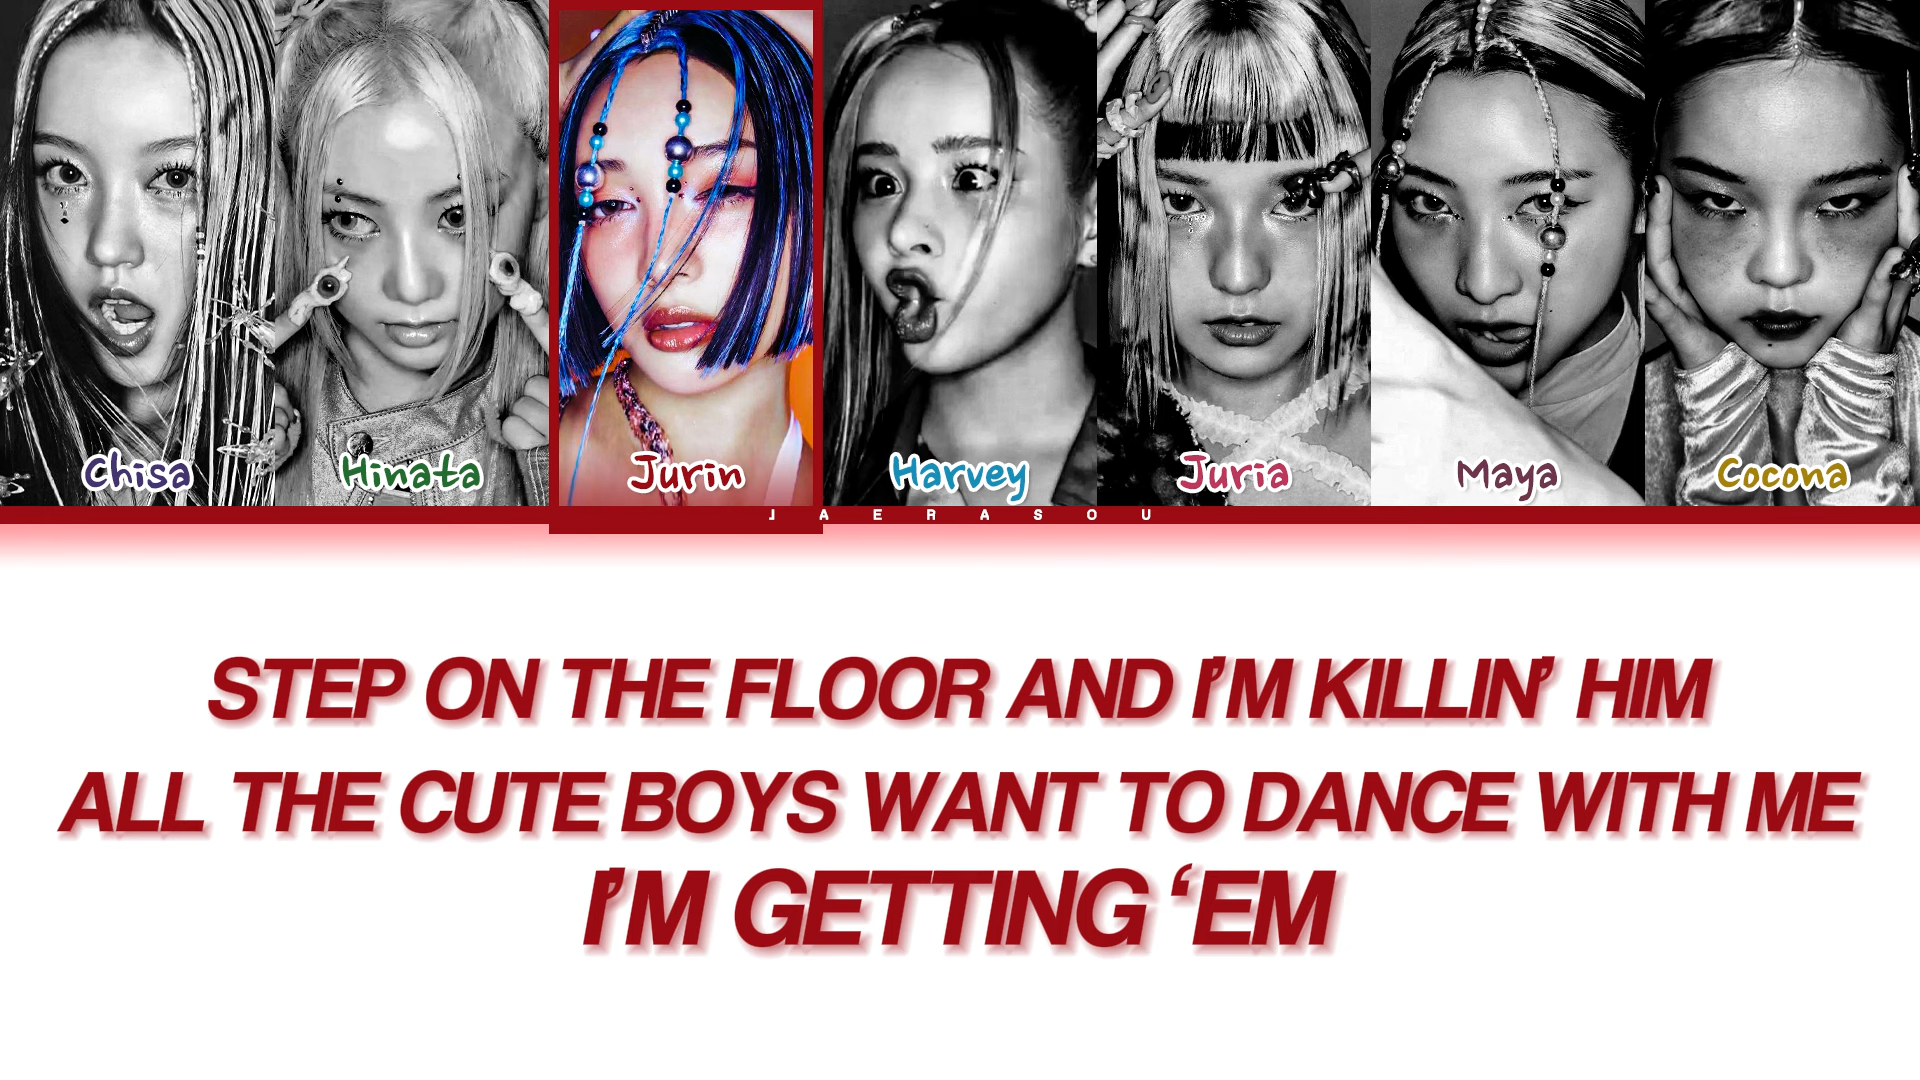 Chisa Hinata Jurin Harvey Juria Maya Cocona
JAERASOU
STEP ON THE FLOOR AND I'M KILLIN' HIM
ALL THE CUTE BOYS WANT TO DANCE WITH ME
I'M GETTING ‘EM